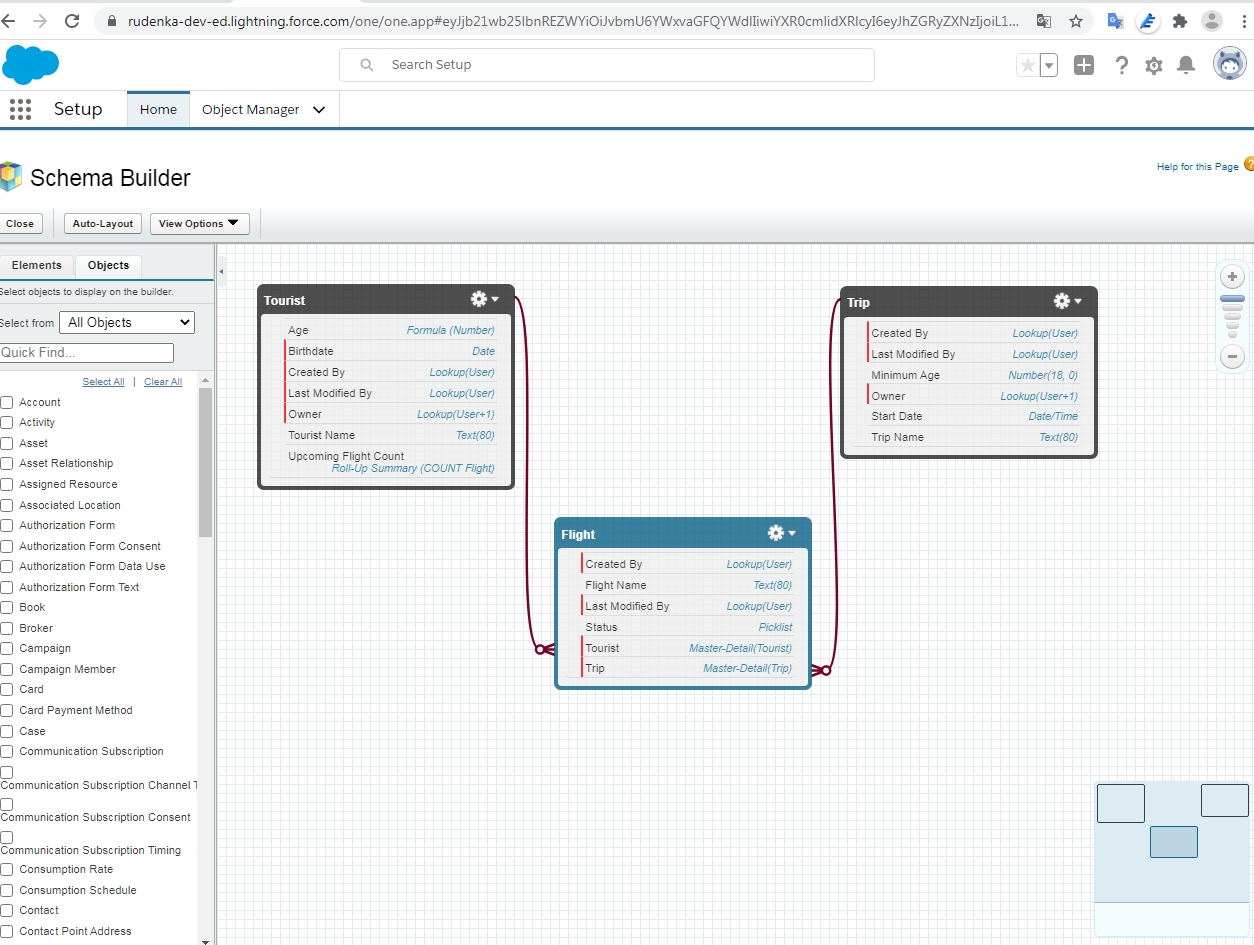 rudenka-dev-ed.lightning.force.com/one/one.app#eyJjb21wb25lbnREZWYiOiJvbmU6YWxvaGFQYWdlIiwiYXR0cmlidXRlcyI6eyJhZGRyZXNzIjoiL1...
Search Setup
Setup
Home
Object Manager
Schema Builder
Help for this Page
Close
Auto-Layout
View Options
Elements
Objects
Select objects to display on the builder.
Select from
All Objects
Quick Find...
Select All | Clear All
Account
Activity
Asset
Asset Relationship
Assigned Resource
Associated Location
Authorization Form
Authorization Form Consent
Authorization Form Data Use
Authorization Form Text
Book
Broker
Campaign
Campaign Member
Card
Card Payment Method
Case
Communication Subscription
Communication Subscription Channel T
Communication Subscription Consent
Communication Subscription Timing
Consumption Rate
Consumption Schedule
Contact
Contact Point Address
Tourist
Age Formula (Number)
Birthdate Date
Created By Lookup(User)
Last Modified By Lookup(User)
Owner Lookup(User+1)
Tourist Name Text(80)
Upcoming Flight Count
Roll-Up Summary (COUNT Flight)
Trip
Created By Lookup(User)
Last Modified By Lookup(User)
Minimum Age Number(18, 0)
Owner Lookup(User+1)
Start Date Date/Time
Trip Name Text(80)
Flight
Created By Lookup(User)
Flight Name Text(80)
Last Modified By Lookup(User)
Status Picklist
Tourist Master-Detail(Tourist)
Trip Master-Detail(Trip)